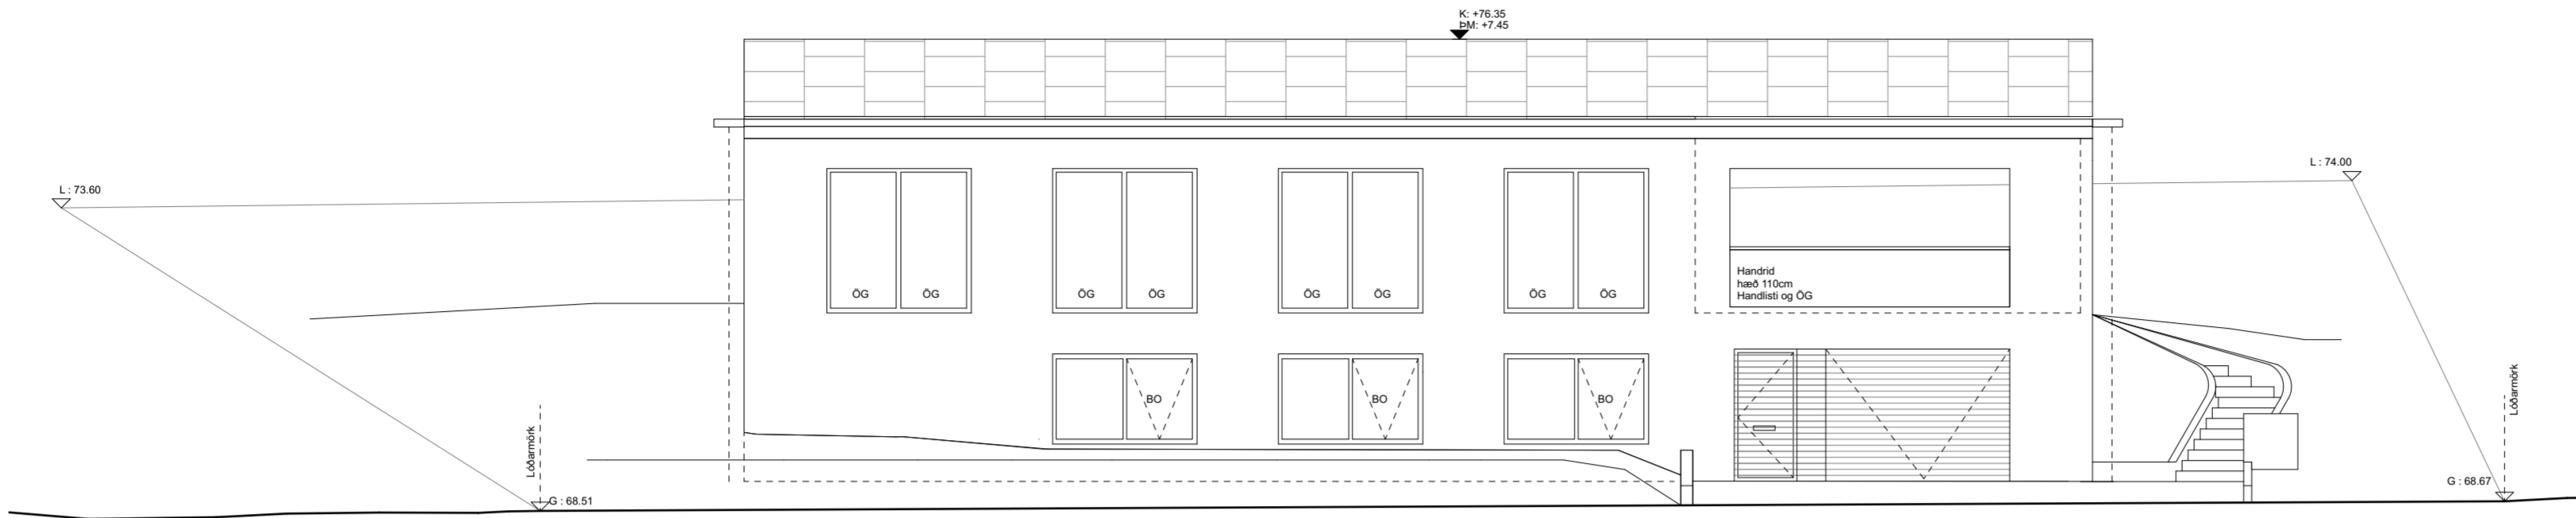 K: +76.35
ÞM: +7.45
L : 73.60
L : 74.00
ÖG
ÖG
ÖG
ÖG
ÖG
ÖG
ÖG
ÖG
Handrid
hæð 110cm
Handlisti og ÖG
BO
BO
BO
Lóðarmörk
Lóðarmörk
G : 68.51
G : 68.67